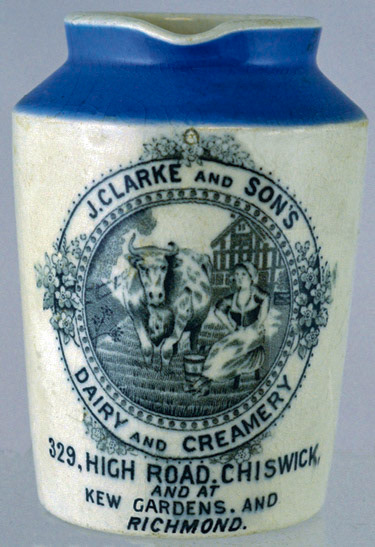 J. CLARKE AND SON'S
DAIRY AND CREAMERY
329, HIGH ROAD, CHISWICK,
AND AT
KEW GARDENS. AND
RICHMOND.